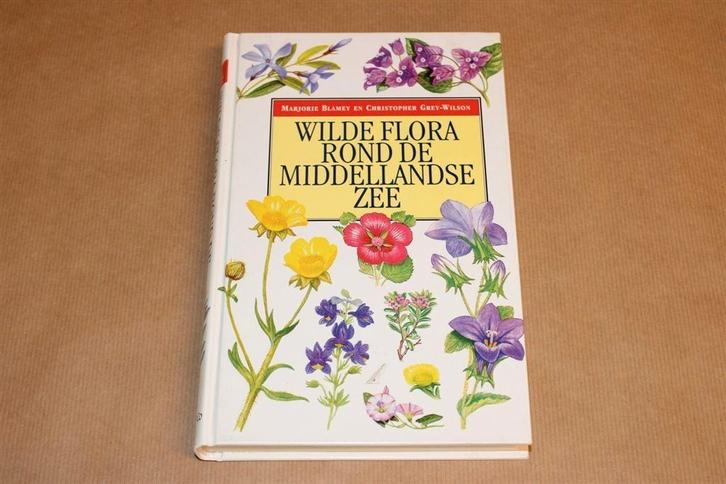 Marjorie Blamey en Christopher Grey-Wilson
WILDE FLORA
ROND DE
MIDDELLANDSE
ZEE